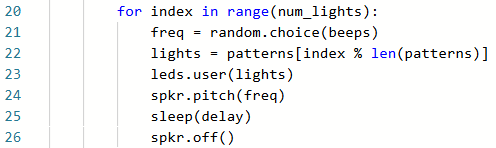 20 for index in range(num_lights):
21 freq = random.choice(beeps)
22 lights = patterns[index % len(patterns)]
23 leds.user(lights)
24 spkr.pitch(freq)
25 sleep(delay)
26 spkr.off()